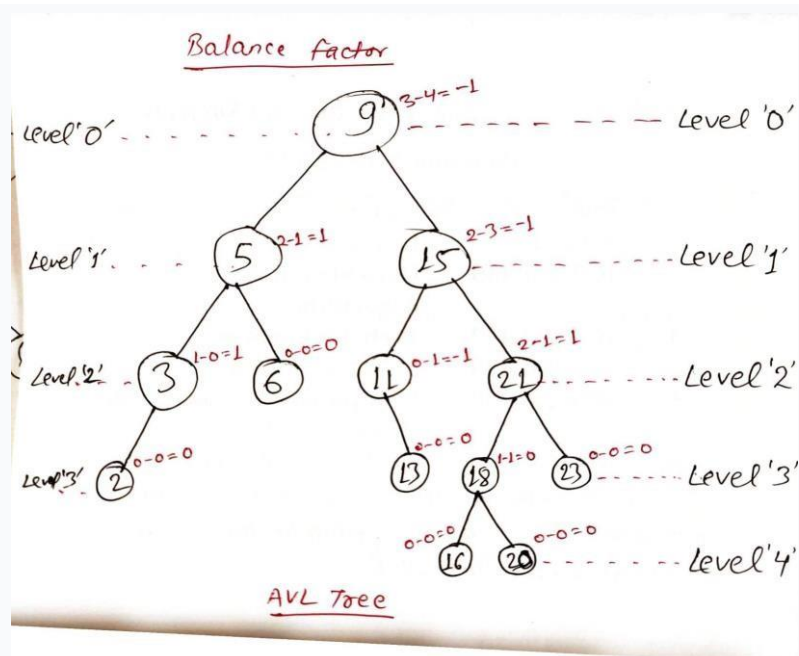 Balance factor
Level '0' 9 3-4=-1 Level '0'
Level '1' 5 2-1=1 15 2-3=-1 Level '1'
Level '2' 3 1-0=1 6 0-0=0 11 0-1=-1 21 2-1=1 Level '2'
Level '3' 2 0-0=0 13 0-0=0 18 1-1=0 23 0-0=0 Level '3'
0-0=0 16 20 0-0=0 Level '4'
AVL Tree